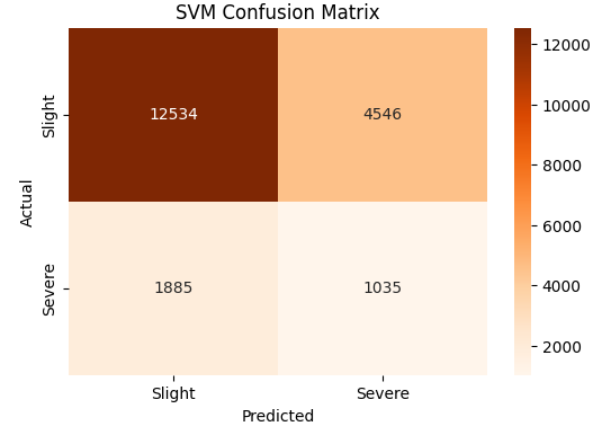 SVM Confusion Matrix
Actual
Slight
12534
4546
Severe
1885
1035
Slight
Severe
Predicted
12000
10000
8000
6000
4000
2000